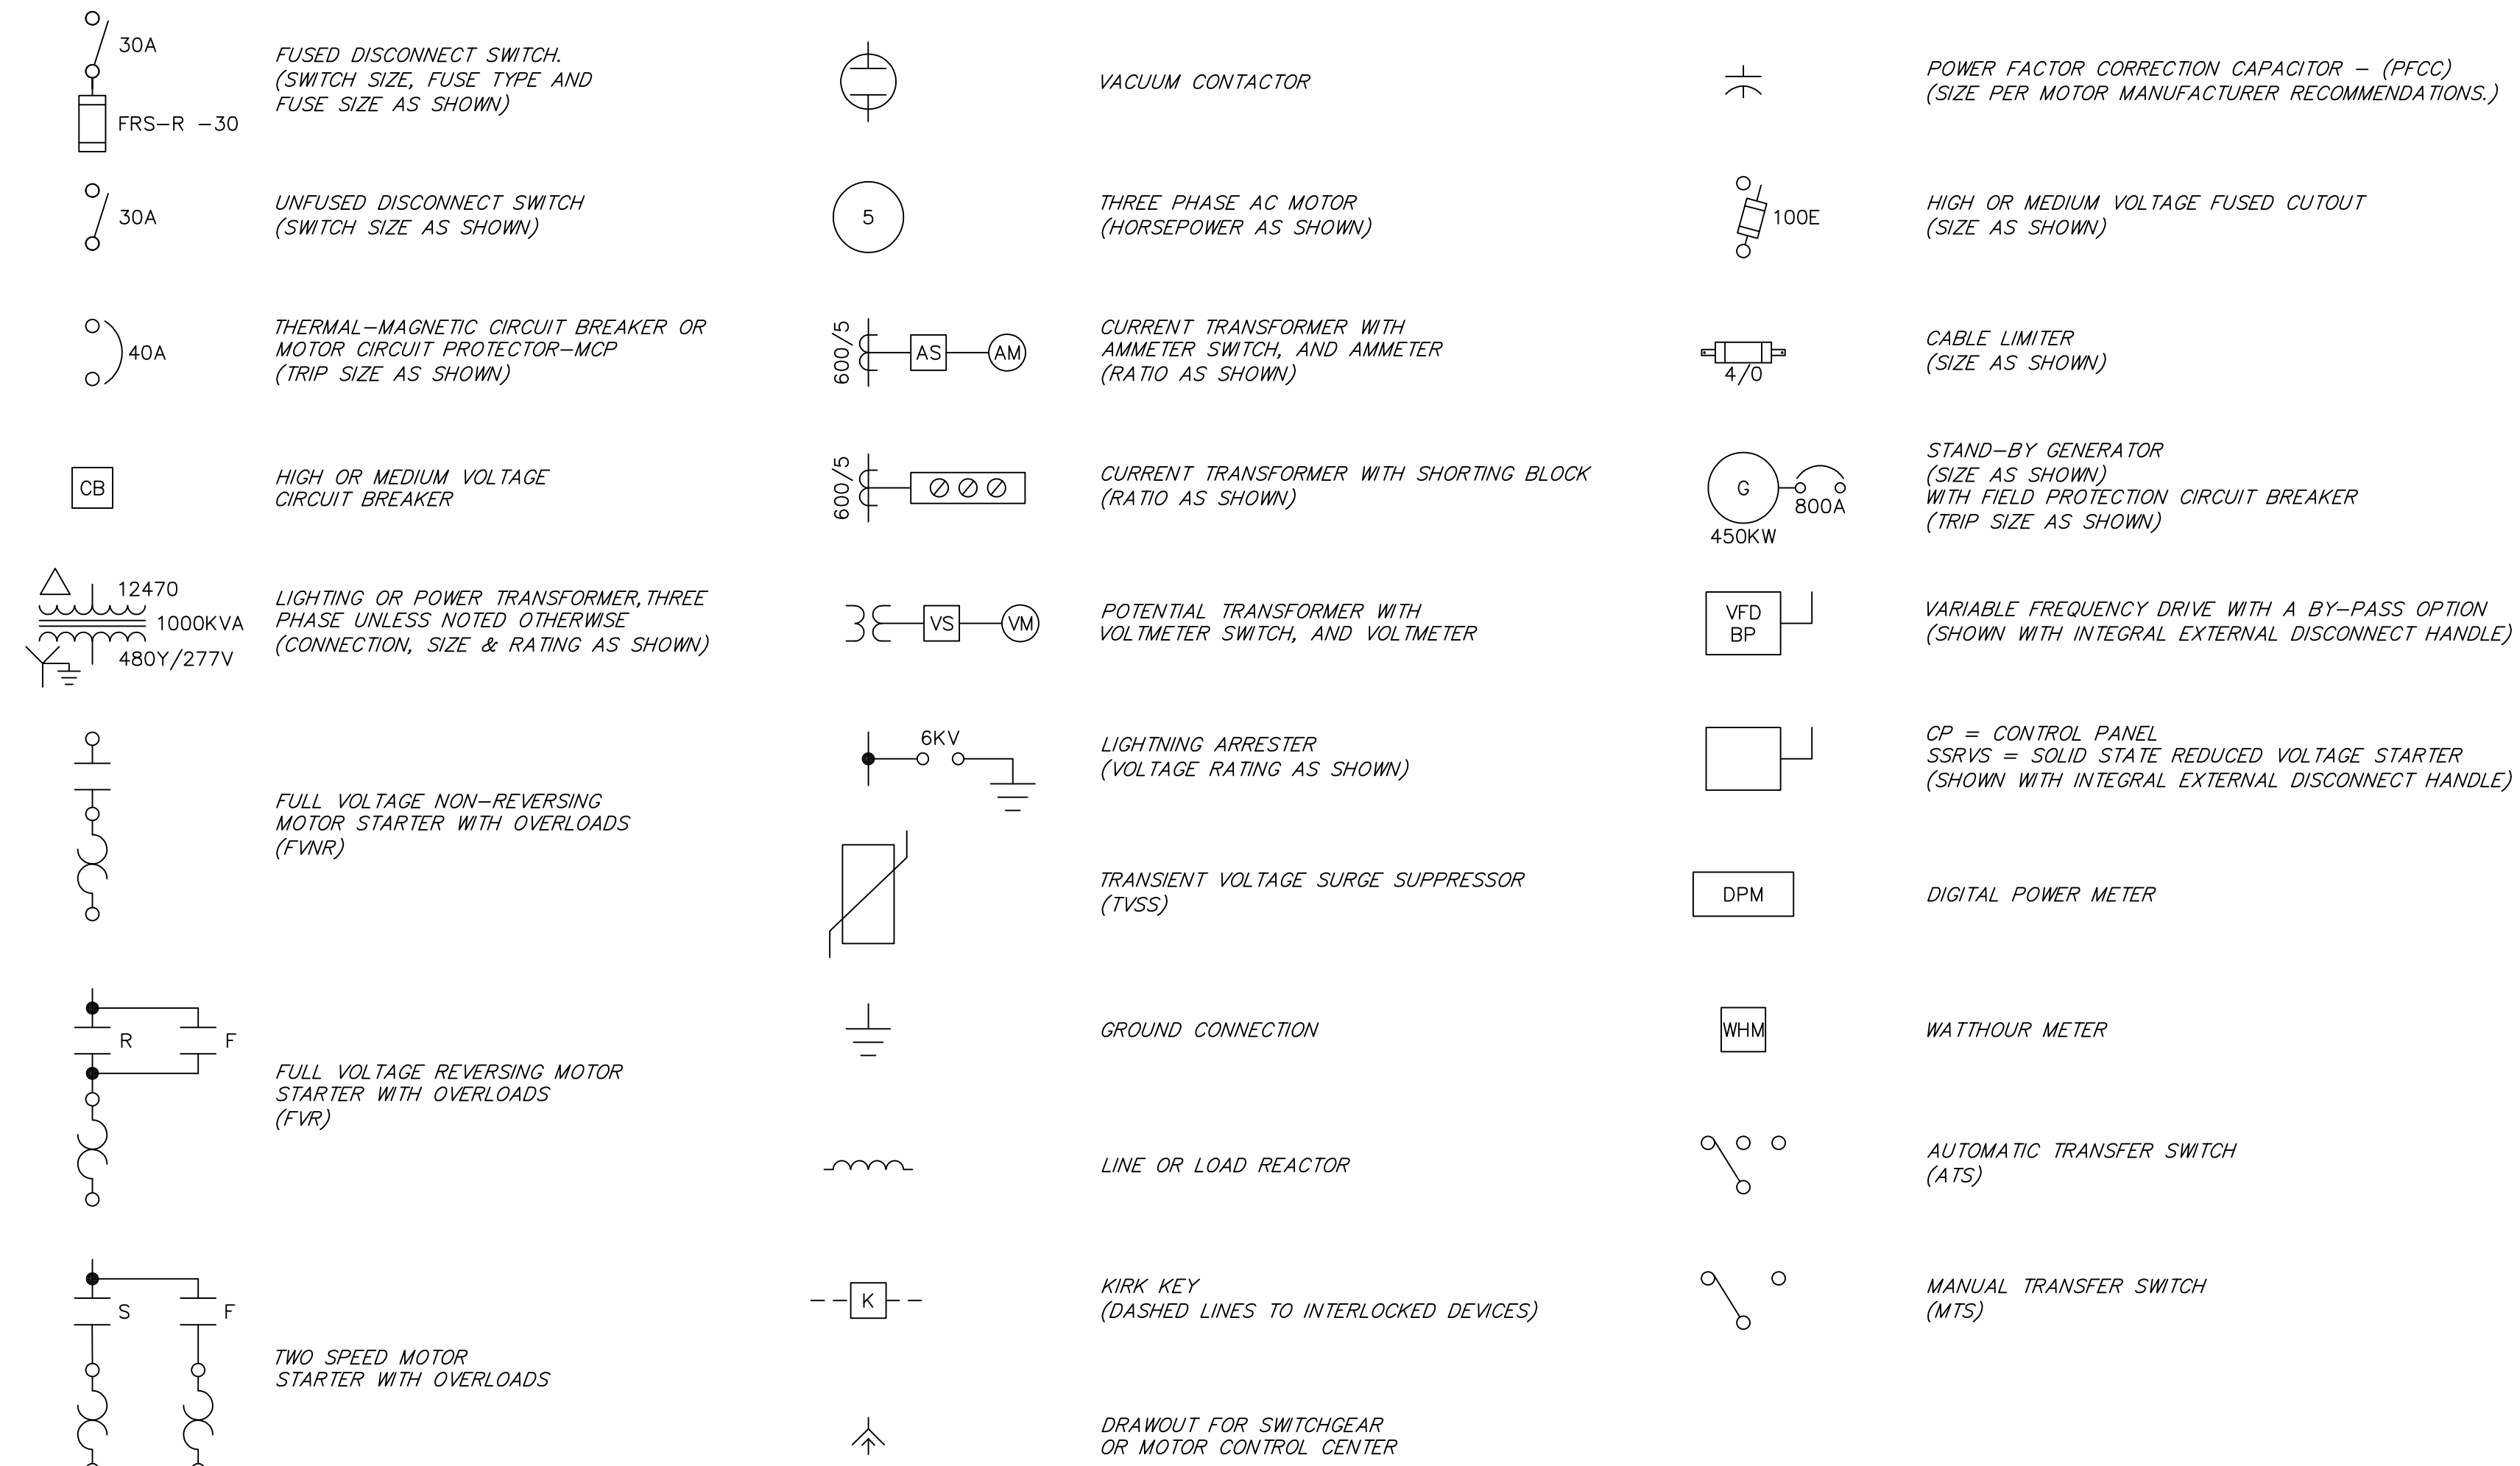 30A
FRS-R -30
FUSED DISCONNECT SWITCH.
(SWITCH SIZE, FUSE TYPE AND
FUSE SIZE AS SHOWN)
30A
UNFUSED DISCONNECT SWITCH
(SWITCH SIZE AS SHOWN)
40A
THERMAL-MAGNETIC CIRCUIT BREAKER OR
MOTOR CIRCUIT PROTECTOR-MCP
(TRIP SIZE AS SHOWN)
CB
HIGH OR MEDIUM VOLTAGE
CIRCUIT BREAKER
12470
1000KVA
480Y/277V
LIGHTING OR POWER TRANSFORMER, THREE
PHASE UNLESS NOTED OTHERWISE
(CONNECTION, SIZE & RATING AS SHOWN)
FULL VOLTAGE NON-REVERSING
MOTOR STARTER WITH OVERLOADS
(FVNR)
R F
FULL VOLTAGE REVERSING MOTOR
STARTER WITH OVERLOADS
(FVR)
S F
TWO SPEED MOTOR
STARTER WITH OVERLOADS
VACUUM CONTACTOR
5
THREE PHASE AC MOTOR
(HORSEPOWER AS SHOWN)
600/5 AS AM
CURRENT TRANSFORMER WITH
AMMETER SWITCH, AND AMMETER
(RATIO AS SHOWN)
600/5
CURRENT TRANSFORMER WITH SHORTING BLOCK
(RATIO AS SHOWN)
VS VM
POTENTIAL TRANSFORMER WITH
VOLTMETER SWITCH, AND VOLTMETER
6KV
LIGHTNING ARRESTER
(VOLTAGE RATING AS SHOWN)
TRANSIENT VOLTAGE SURGE SUPPRESSOR
(TVSS)
GROUND CONNECTION
LINE OR LOAD REACTOR
K
KIRK KEY
(DASHED LINES TO INTERLOCKED DEVICES)
DRAWOUT FOR SWITCHGEAR
OR MOTOR CONTROL CENTER
POWER FACTOR CORRECTION CAPACITOR - (PFCC)
(SIZE PER MOTOR MANUFACTURER RECOMMENDATIONS.)
100E
HIGH OR MEDIUM VOLTAGE FUSED CUTOUT
(SIZE AS SHOWN)
4/0
CABLE LIMITER
(SIZE AS SHOWN)
G
800A
450KW
STAND-BY GENERATOR
(SIZE AS SHOWN)
WITH FIELD PROTECTION CIRCUIT BREAKER
(TRIP SIZE AS SHOWN)
VFD
BP
VARIABLE FREQUENCY DRIVE WITH A BY-PASS OPTION
(SHOWN WITH INTEGRAL EXTERNAL DISCONNECT HANDLE)
CP = CONTROL PANEL
SSRVS = SOLID STATE REDUCED VOLTAGE STARTER
(SHOWN WITH INTEGRAL EXTERNAL DISCONNECT HANDLE)
DPM
DIGITAL POWER METER
WHM
WATTHOUR METER
AUTOMATIC TRANSFER SWITCH
(ATS)
MANUAL TRANSFER SWITCH
(MTS)